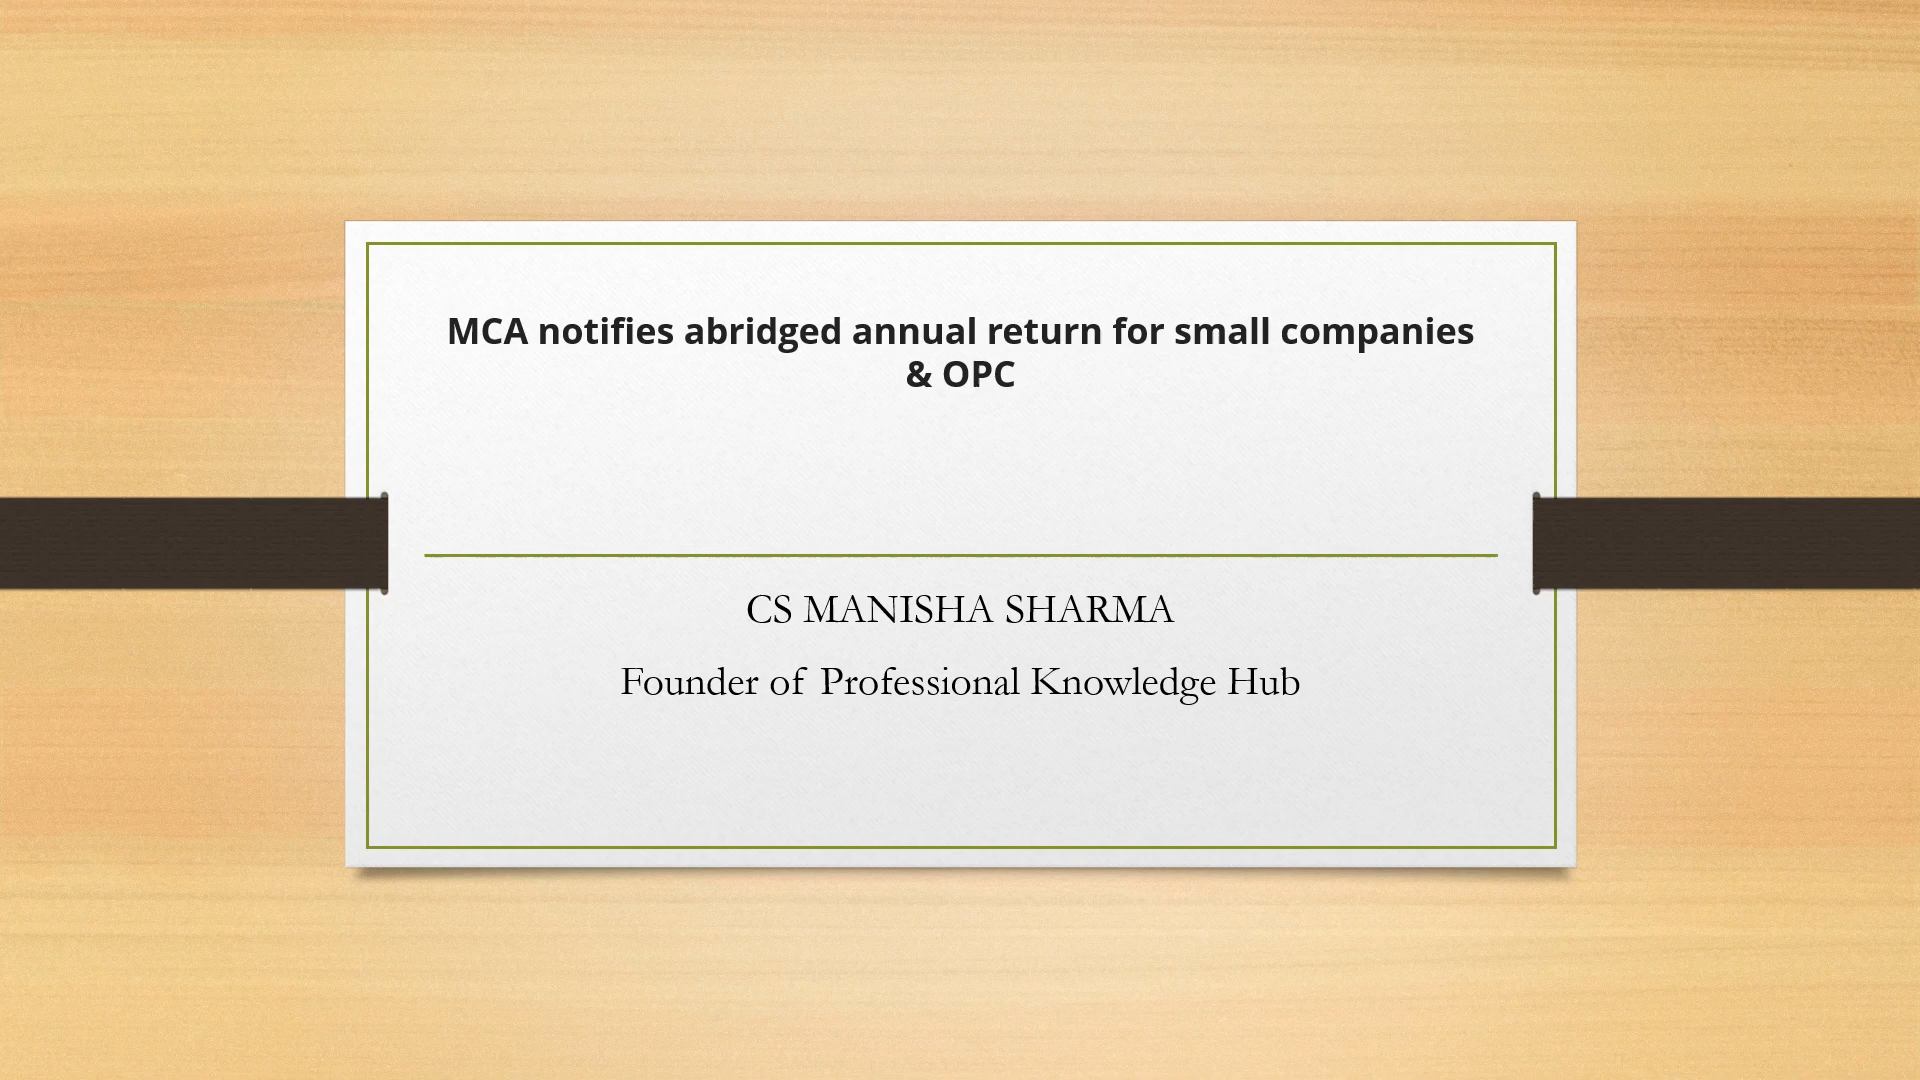 MCA notifies abridged annual return for small companies
& OPC
CS MANISHA SHARMA
Founder of Professional Knowledge Hub